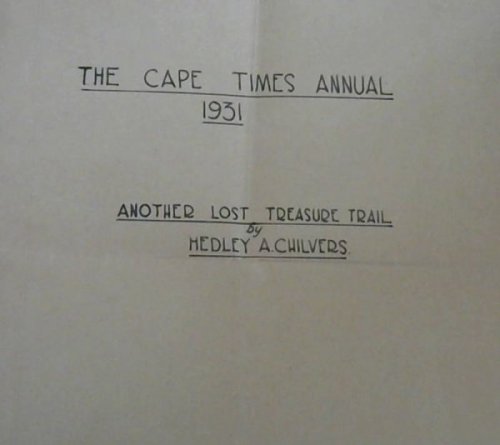 THE CAPE TIMES ANNUAL
1931
ANOTHER LOST TREASURE TRAIL
by
HEDLEY A. CHILVERS